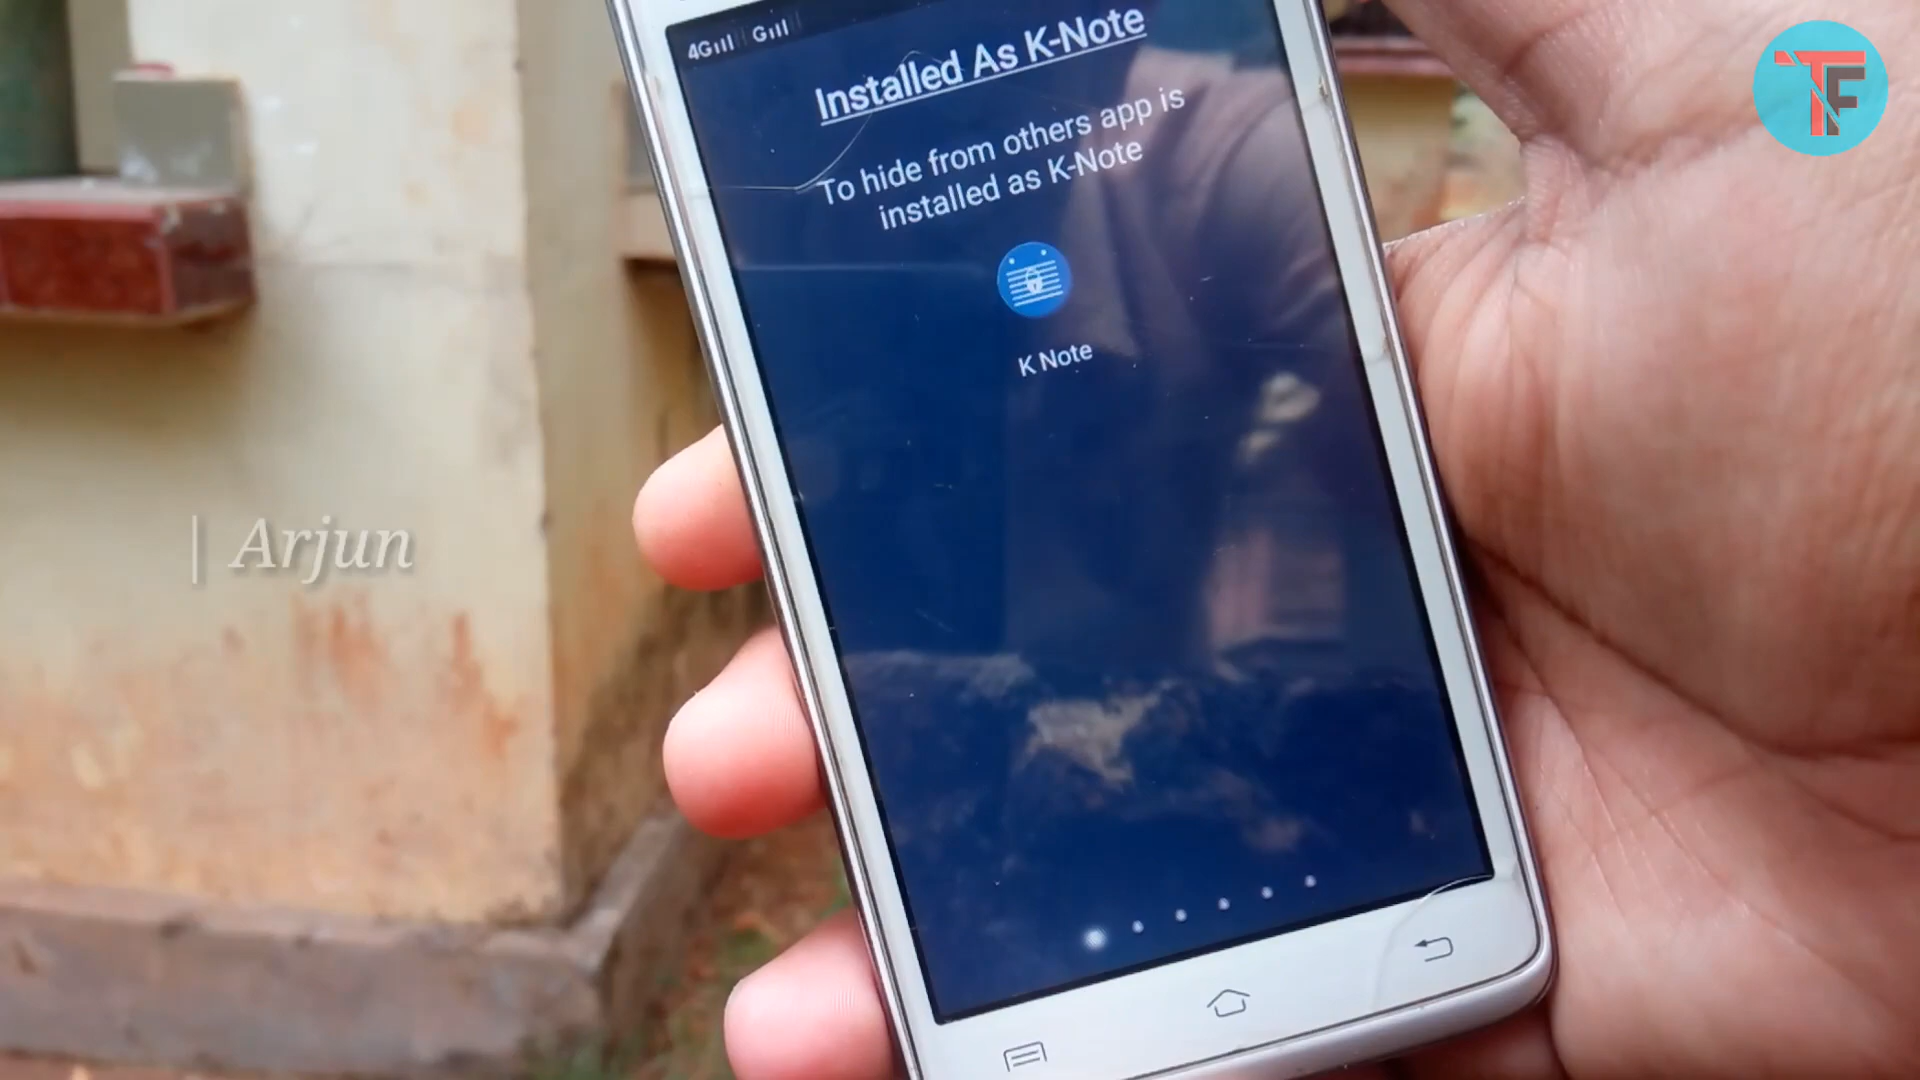 4G G
Installed As K-Note
To hide from others app is
installed as K-Note
K Note
| Arjun
TF